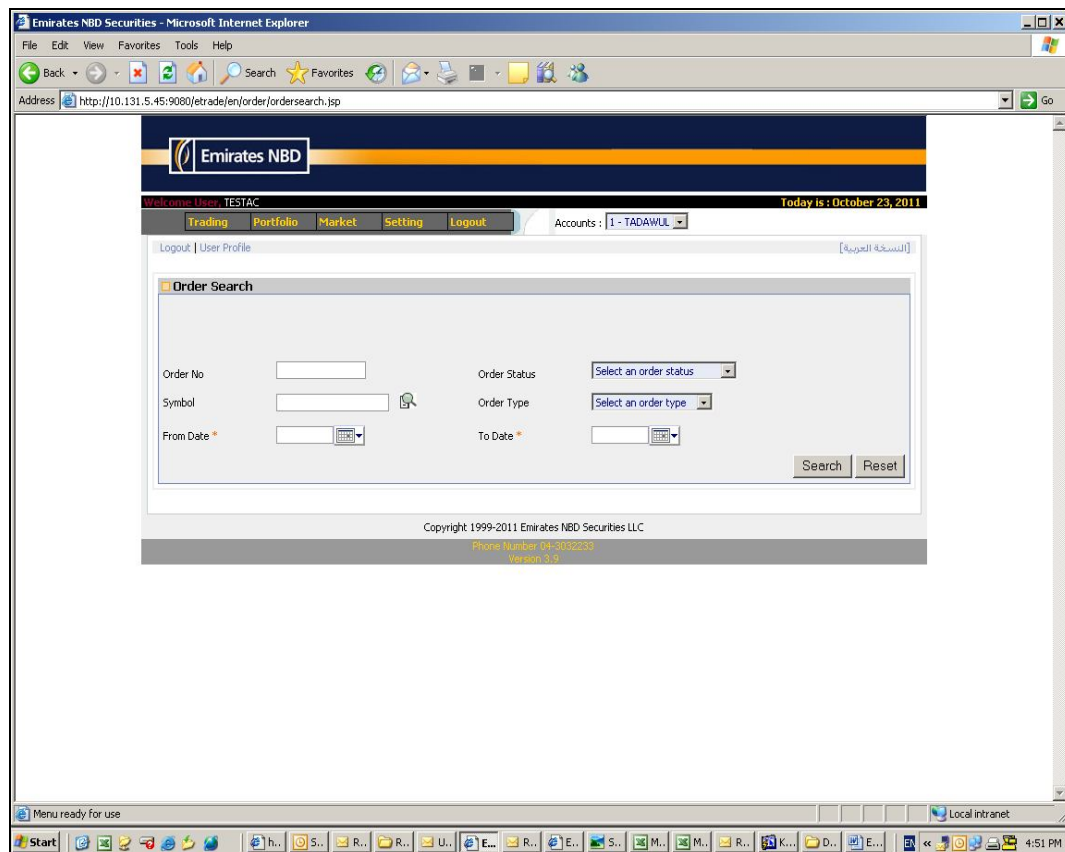 Emirates NBD Securities - Microsoft Internet Explorer
File Edit View Favorites Tools Help
Back Search Favorites
Address http://10.131.5.45:9080/etrade/en/order/ordersearch.jsp Go
Emirates NBD
Welcome User, TESTAC Today is : October 23, 2011
Trading Portfolio Market Setting Logout Accounts : 1 - TADAWUL
Logout | User Profile [النسخة العربية]
Order Search
Order No Order Status Select an order status
Symbol Order Type Select an order type
From Date * To Date *
Search Reset
Copyright 1999-2011 Emirates NBD Securities LLC
Phone Number 04-3032233
Version 3.9
Menu ready for use Local intranet
Start h.. S.. R.. R.. U.. E... R.. E.. S.. M.. M.. R.. K... D.. E... EN « 4:51 PM